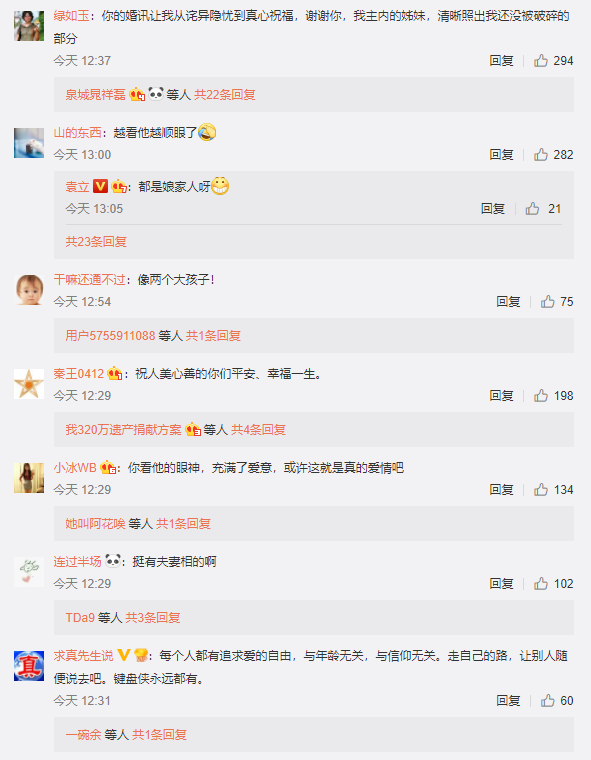 绿如玉：你的婚讯让我从诧异隐忧到真心祝福，谢谢你，我主内的姊妹，清晰照出我还没被破碎的
部分
今天 12:37 回复 294
泉城晁祥磊 等人 共22条回复
山的东西：越看他越顺眼了
今天 13:00 回复 282
袁立 V ：都是娘家人呀
今天 13:05 回复 21
共23条回复
干嘛还通不过：像两个大孩子！
今天 12:54 回复 75
用户5755911088 等人 共1条回复
秦王0412 ：祝人美心善的你们平安、幸福一生。
今天 12:29 回复 198
我320万遗产捐献方案 等人 共4条回复
小冰WB ：你看他的眼神，充满了爱意，或许这就是真的爱情吧
今天 12:29 回复 134
她叫阿花唉 等人 共1条回复
连过半场 ：挺有夫妻相的啊
今天 12:29 回复 102
TDa9 等人 共3条回复
真
求真先生说 V ：每个人都有追求爱的自由，与年龄无关，与信仰无关。走自己的路，让别人随
便说去吧。键盘侠永远都有。
今天 12:31 回复 60
一碗余 等人 共1条回复